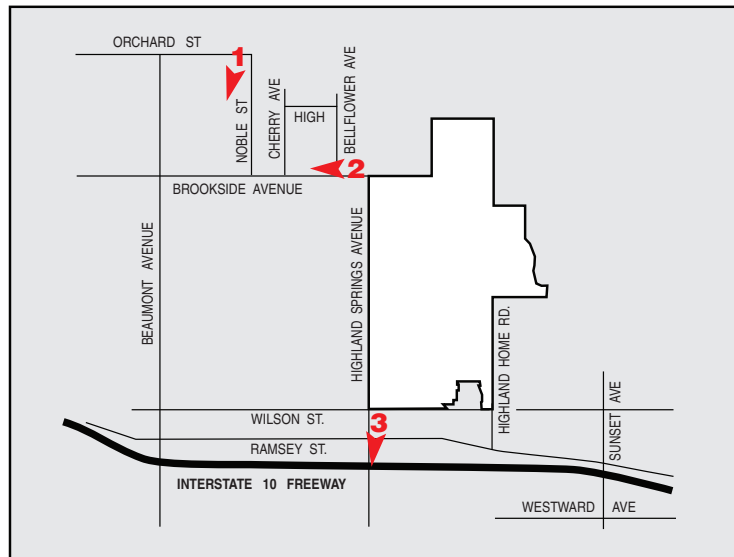 ORCHARD ST
1
NOBLE ST
CHERRY AVE
HIGH
BELLFLOWER AVE
2
BROOKSIDE AVENUE
BEAUMONT AVENUE
HIGHLAND SPRINGS AVENUE
HIGHLAND HOME RD.
SUNSET AVE
WILSON ST.
3
RAMSEY ST.
INTERSTATE 10 FREEWAY
WESTWARD AVE